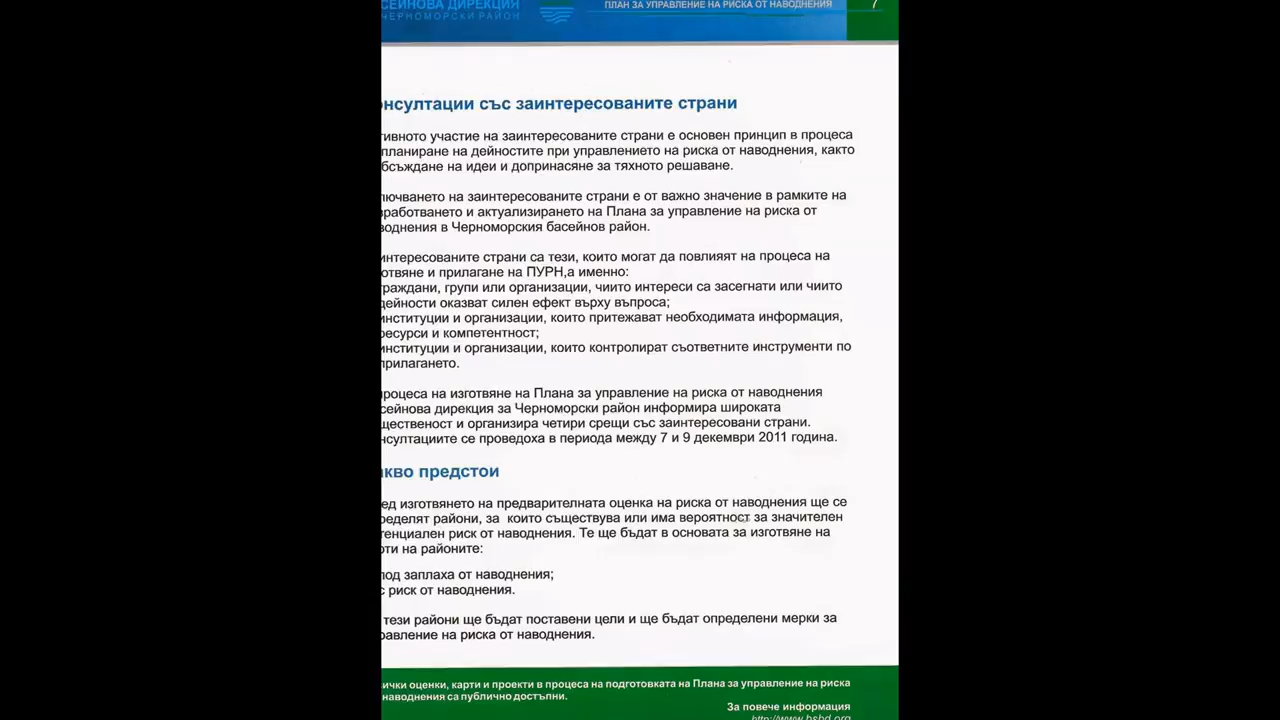 СЕЙНОВА ДИРЕКЦИЯ
ЧЕРНОМОРСКИ РАЙОН
ПЛАН ЗА УПРАВЛЕНИЕ НА РИСКА ОТ НАВОДНЕНИЯ
7
онсултации със заинтересованите страни
тивното участие на заинтересованите страни е основен принцип в процеса
планиране на дейностите при управлението на риска от наводнения, както
бсъждане на идеи и допринасяне за тяхното решаване.
лючването на заинтересованите страни е от важно значение в рамките на
зработването и актуализирането на Плана за управление на риска от
воднения в Черноморския басейнов район.
интересованите страни са тези, които могат да повлияят на процеса на
отвяне и прилагане на ПУРН,а именно:
граждани, групи или организации, чиито интереси са засегнати или чиито
дейности оказват силен ефект върху въпроса;
институции и организации, които притежават необходимата информация,
ресурси и компетентност;
институции и организации, които контролират съответните инструменти по
прилагането.
процеса на изготвяне на Плана за управление на риска от наводнения
сейнова дирекция за Черноморски район информира широката
щественост и организира четири срещи със заинтересовани страни.
нсултациите се проведоха в периода между 7 и 9 декември 2011 година.
акво предстои
ед изготвянето на предварителната оценка на риска от наводнения ще се
ределят райони, за които съществува или има вероятност за значителен
тенциален риск от наводнения. Те ще бъдат в основата за изготвяне на
рти на районите:
под заплаха от наводнения;
с риск от наводнения.
тези райони ще бъдат поставени цели и ще бъдат определени мерки за
равление на риска от наводнения.
ички оценки, карти и проекти в процеса на подготовката на Плана за управление на риска
наводнения са публично достъпни.
За повече информация
http://www.bsbd.org